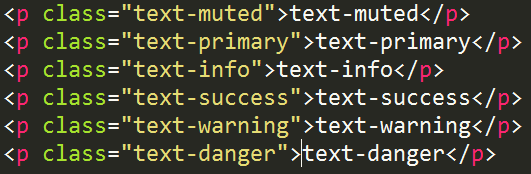 <p class="text-muted">text-muted</p>
<p class="text-primary">text-primary</p>
<p class="text-info">text-info</p>
<p class="text-success">text-success</p>
<p class="text-warning">text-warning</p>
<p class="text-danger">text-danger</p>